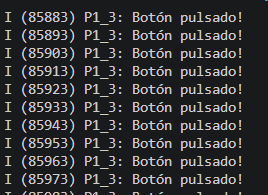 I (85883) P1_3: Botón pulsado!
I (85893) P1_3: Botón pulsado!
I (85903) P1_3: Botón pulsado!
I (85913) P1_3: Botón pulsado!
I (85923) P1_3: Botón pulsado!
I (85933) P1_3: Botón pulsado!
I (85943) P1_3: Botón pulsado!
I (85953) P1_3: Botón pulsado!
I (85963) P1_3: Botón pulsado!
I (85973) P1_3: Botón pulsado!